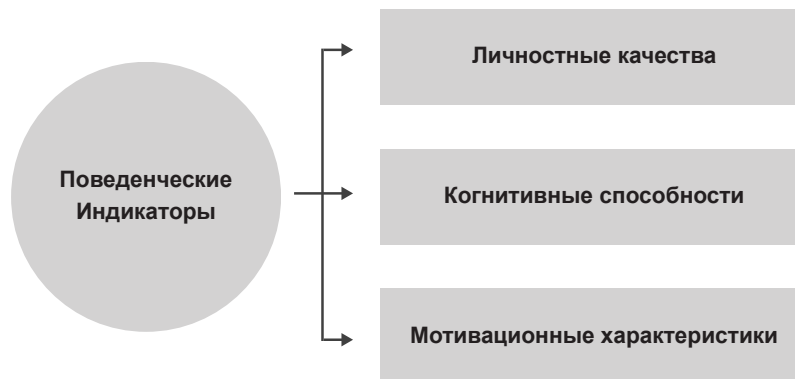 Личностные качества
Поведенческие
Индикаторы
Когнитивные способности
Мотивационные характеристики